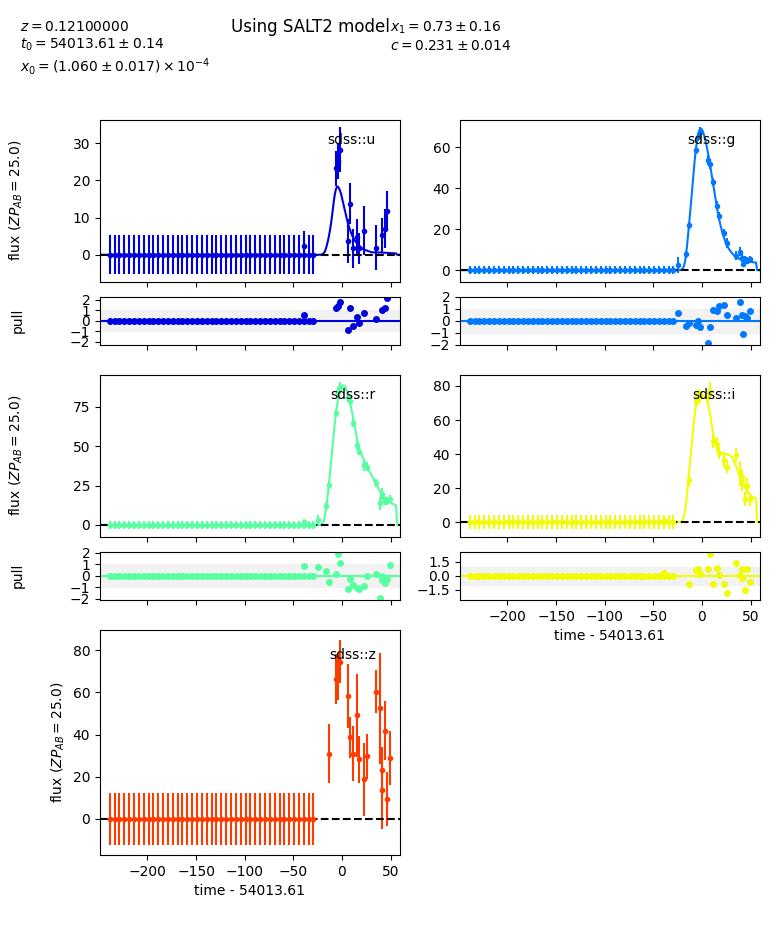 z = 0.12100000
Using SALT2 model
x₁ = 0.73 ± 0.16
t₀ = 54013.61 ± 0.14
c = 0.231 ± 0.014
x₀ = (1.060 ± 0.017) × 10⁻⁴
sdss::u
flux (ZP_AB = 25.0)
30
20
10
0
sdss::g
60
40
20
0
pull
2
1
0
−1
−2
2
1
0
−1
−2
sdss::r
flux (ZP_AB = 25.0)
75
50
25
0
sdss::i
80
60
40
20
0
pull
2
1
0
−1
−2
1.5
0.0
−1.5
−200 −150 −100 −50 0 50
time - 54013.61
sdss::z
flux (ZP_AB = 25.0)
80
60
40
20
0
−200 −150 −100 −50 0 50
time - 54013.61